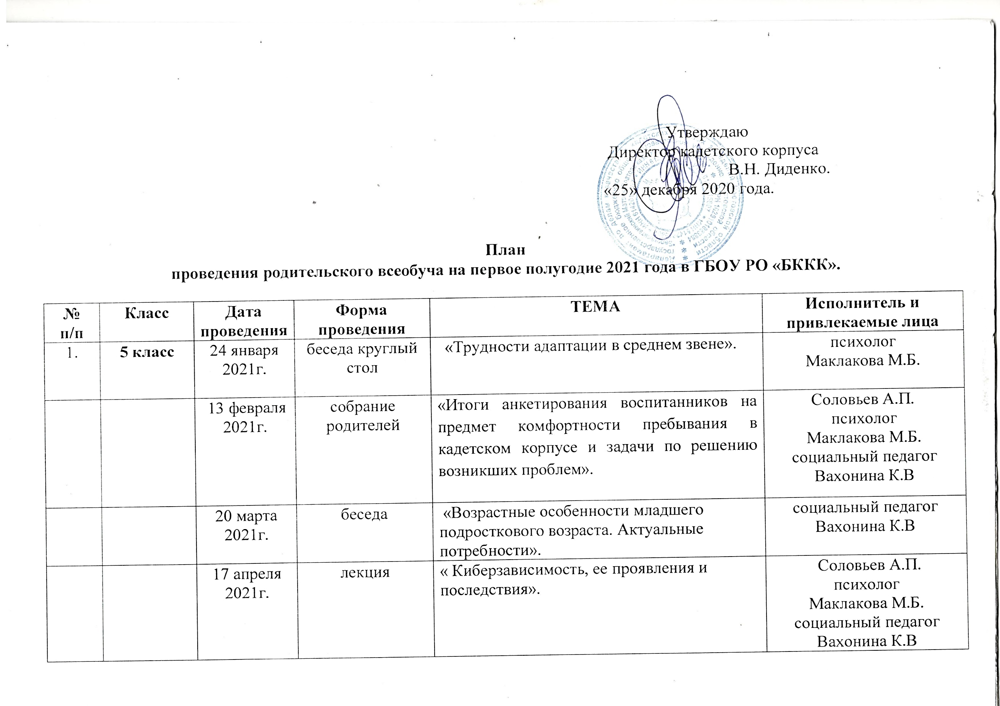 Утверждаю
Директор кадетского корпуса
В.Н. Диденко.
«25» декабря 2020 года.
План
проведения родительского всеобуча на первое полугодие 2021 года в ГБОУ РО «БККК».
№
п/п
Класс
Дата
проведения
Форма
проведения
ТЕМА
Исполнитель и
привлекаемые лица
1.
5 класс
24 января
2021г.
беседа круглый
стол
«Трудности адаптации в среднем звене».
психолог
Маклакова М.Б.
13 февраля
2021г.
собрание
родителей
«Итоги анкетирования воспитанников на
предмет комфортности пребывания в
кадетском корпусе и задачи по решению
возникших проблем».
Соловьев А.П.
психолог
Маклакова М.Б.
социальный педагог
Вахонина К.В
20 марта
2021г.
беседа
«Возрастные особенности младшего
подросткового возраста. Актуальные
потребности».
социальный педагог
Вахонина К.В
17 апреля
2021г.
лекция
« Киберзависимость, ее проявления и
последствия».
Соловьев А.П.
психолог
Маклакова М.Б.
социальный педагог
Вахонина К.В